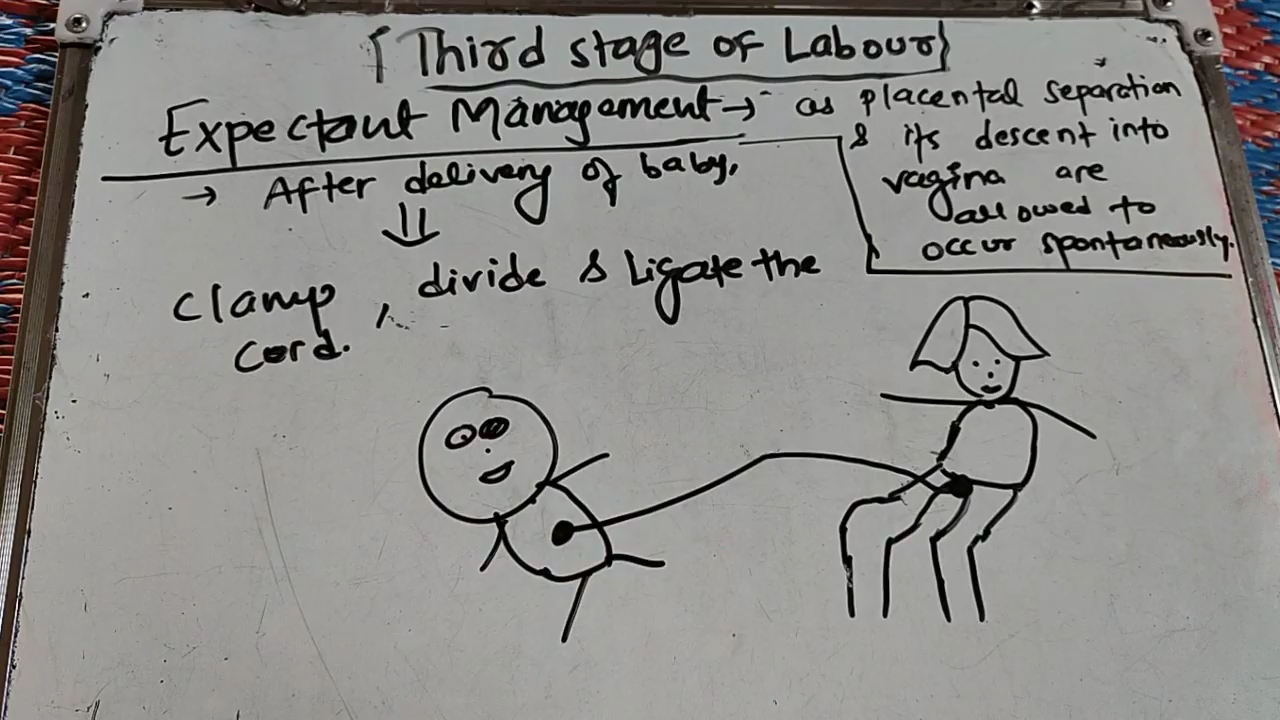 [Third stage of Labour]
Expectant Management → as placental separation
& its descent into
vagina are
allowed to
occur spontaneously.
→ After delivery of baby,
⇓
clamp, divide & Ligate the
cord.